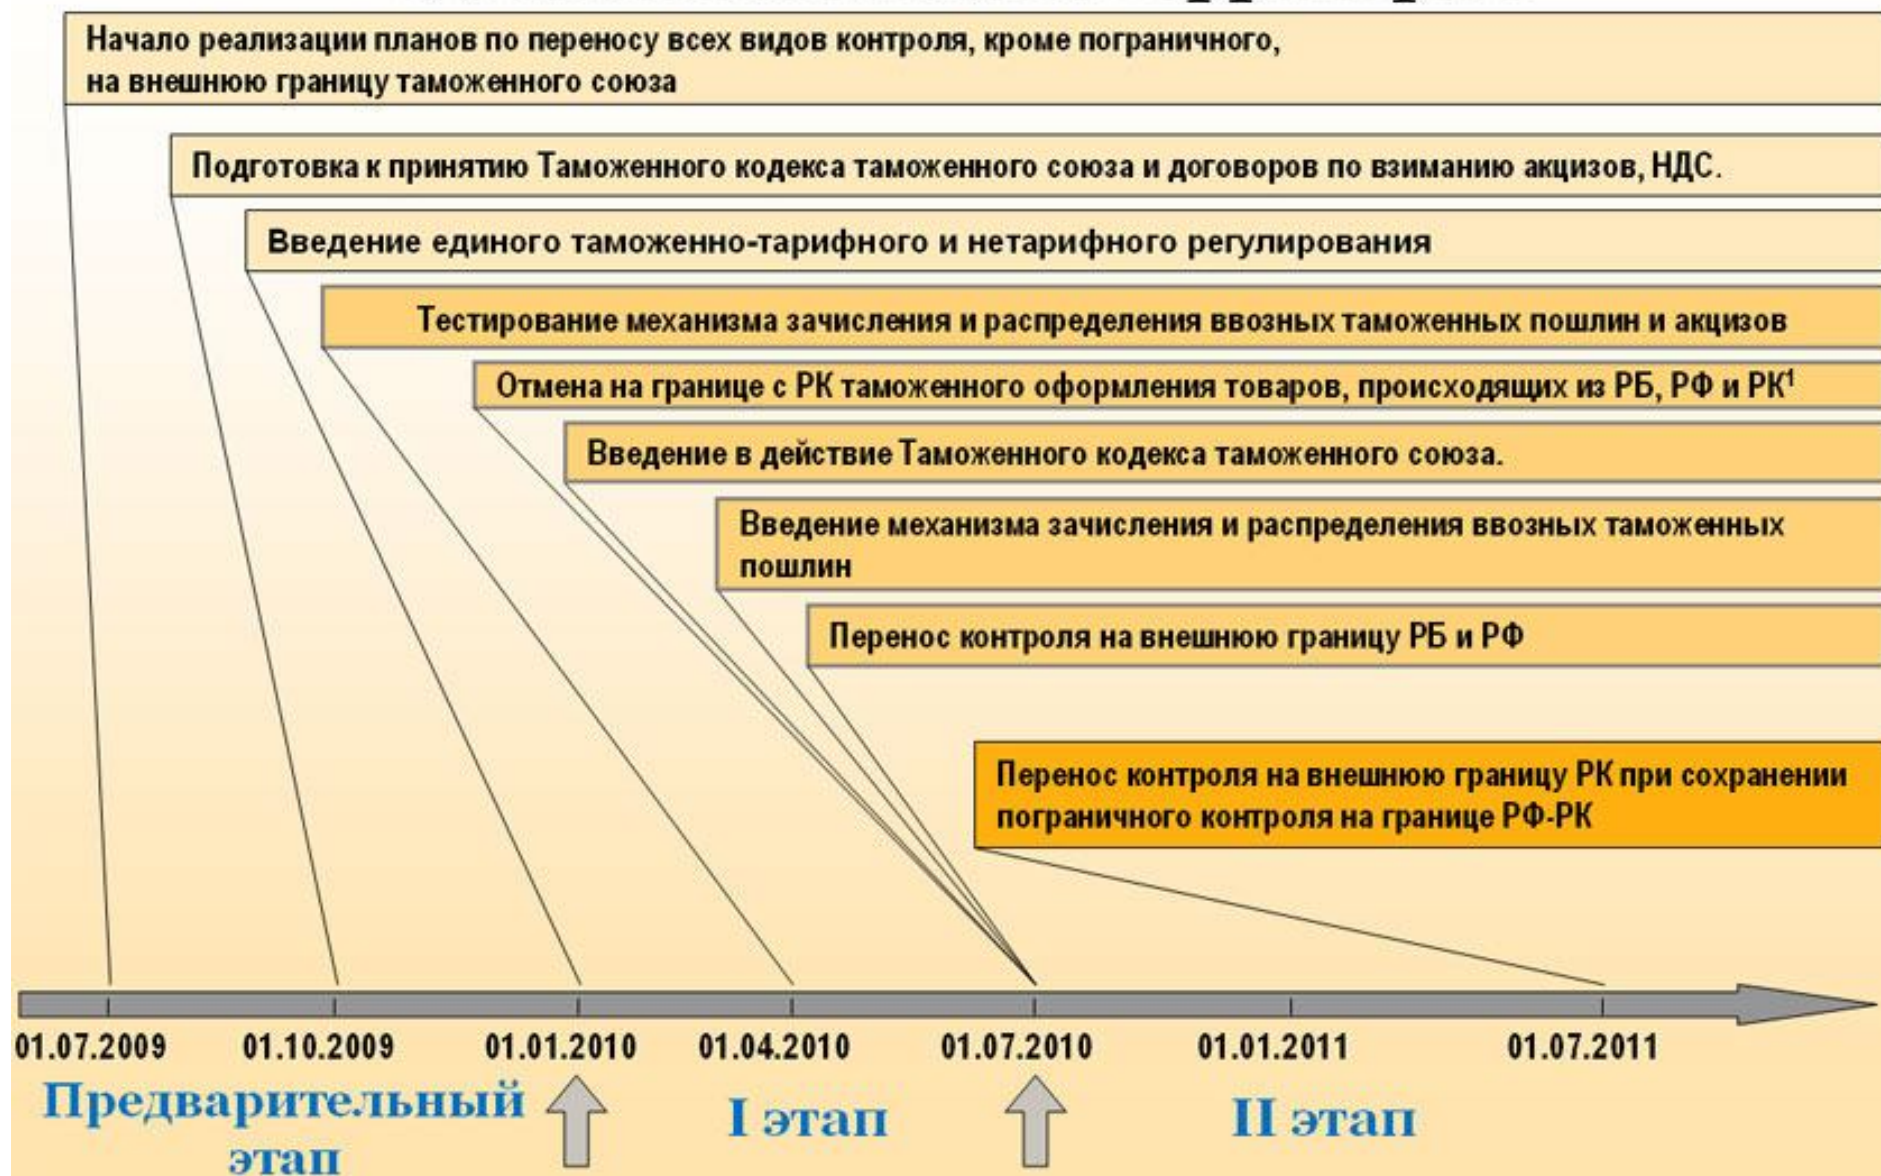 Начало реализации планов по переносу всех видов контроля, кроме пограничного,
на внешнюю границу таможенного союза
Подготовка к принятию Таможенного кодекса таможенного союза и договоров по взиманию акцизов, НДС.
Введение единого таможенно-тарифного и нетарифного регулирования
Тестирование механизма зачисления и распределения ввозных таможенных пошлин и акцизов
Отмена на границе с РК таможенного оформления товаров, происходящих из РБ, РФ и РК¹
Введение в действие Таможенного кодекса таможенного союза.
Введение механизма зачисления и распределения ввозных таможенных
пошлин
Перенос контроля на внешнюю границу РБ и РФ
Перенос контроля на внешнюю границу РК при сохранении
пограничного контроля на границе РФ-РК
01.07.2009 01.10.2009 01.01.2010 01.04.2010 01.07.2010 01.01.2011 01.07.2011
Предварительный
этап
I этап
II этап